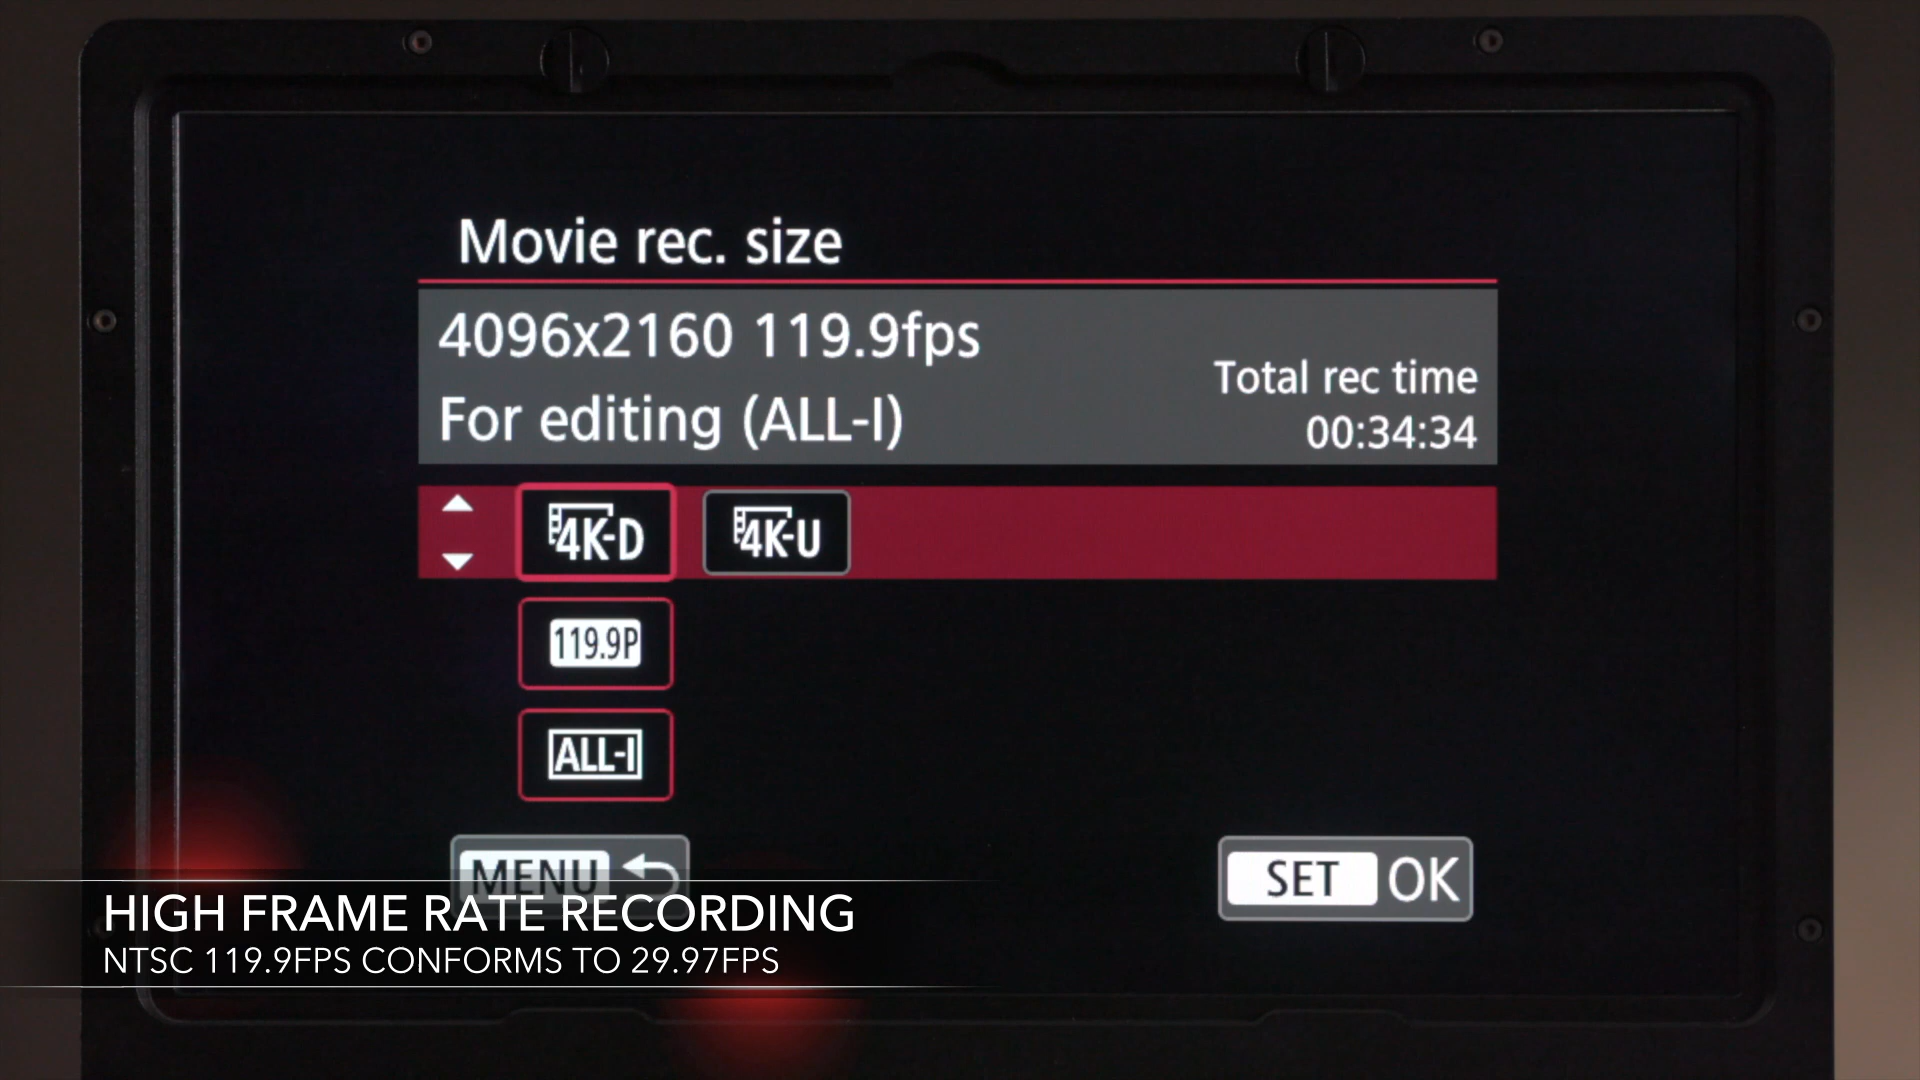 Movie rec. size
4096x2160 119.9fps
For editing (ALL-I)
Total rec time
00:34:34
4K-D 4K-U
119.9P
ALL-I
MENU
SET OK
HIGH FRAME RATE RECORDING
NTSC 119.9FPS CONFORMS TO 29.97FPS